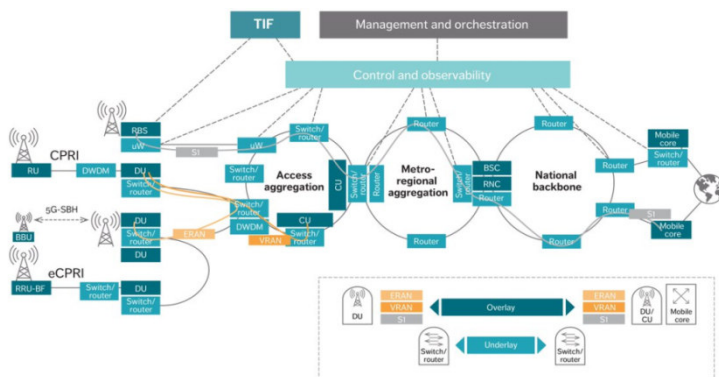 TIF
Management and orchestration
Control and observability
RBS
uW
SI
uW
Switch/router
CPRI
RU
DWDM
DU
Switch/router
Switch/router
Access aggregation
CU
Switch/router
Router
Metro-regional aggregation
Router
Router
Switch/router
BSC
RNC
Router
National backbone
Router
Router
Router
Router
Mobile core
Switch/router
SI
Mobile core
5G-SBH
BBU
DU
Switch/router
DU
ERAN
Switch/router
DWDM
VRAN
CU
Switch/router
eCPRI
RRU-BF
Switch/router
DU
Switch/router
DU
ERAN
VRAN
SI
Overlay
ERAN
VRAN
SI
DU/CU
Mobile core
Switch/router
Underlay
Switch/router